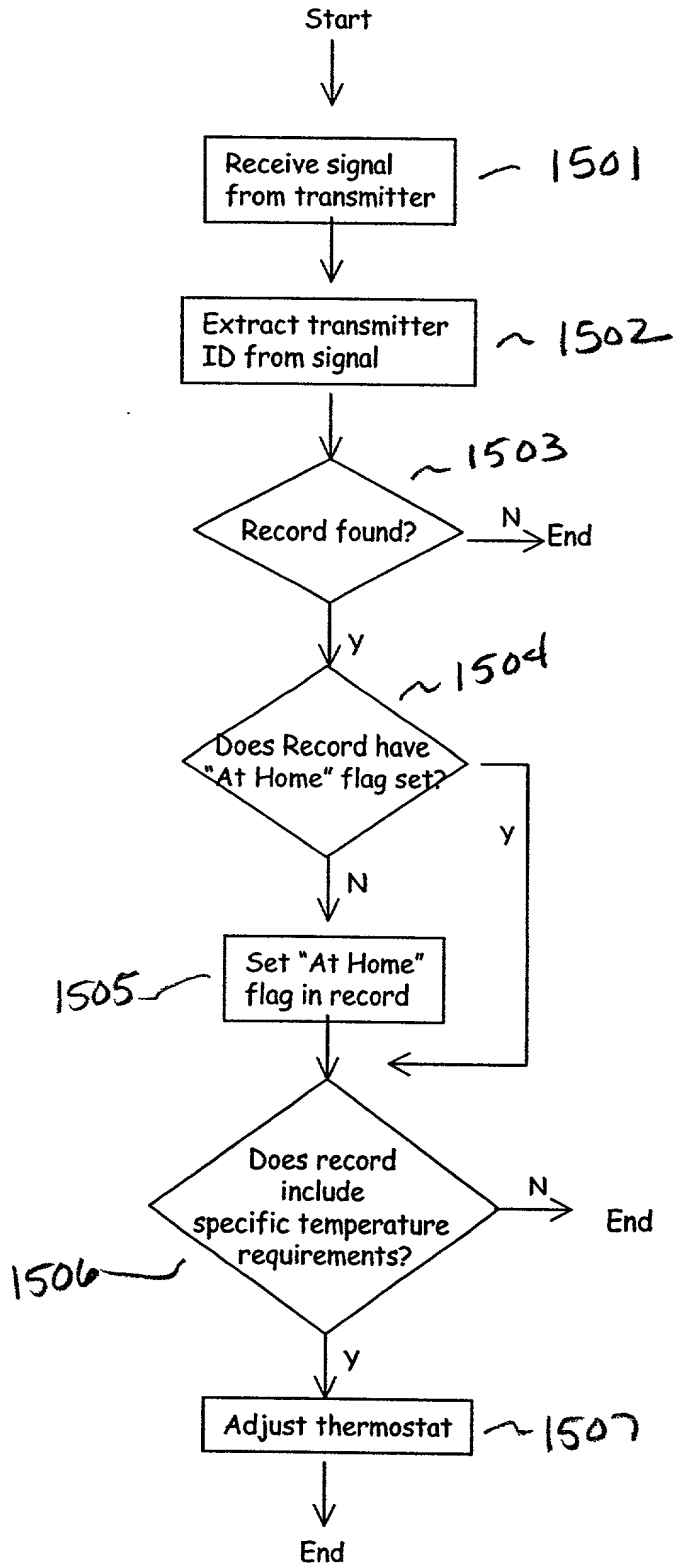 Start
Receive signal
from transmitter
1501
Extract transmitter
ID from signal
1502
1503
Record found?
N
End
Y
1504
Does Record have
"At Home" flag set?
Y
N
Set "At Home"
flag in record
1505
Does record
include
specific temperature
requirements?
N
End
1506
Y
Adjust thermostat
1507
End